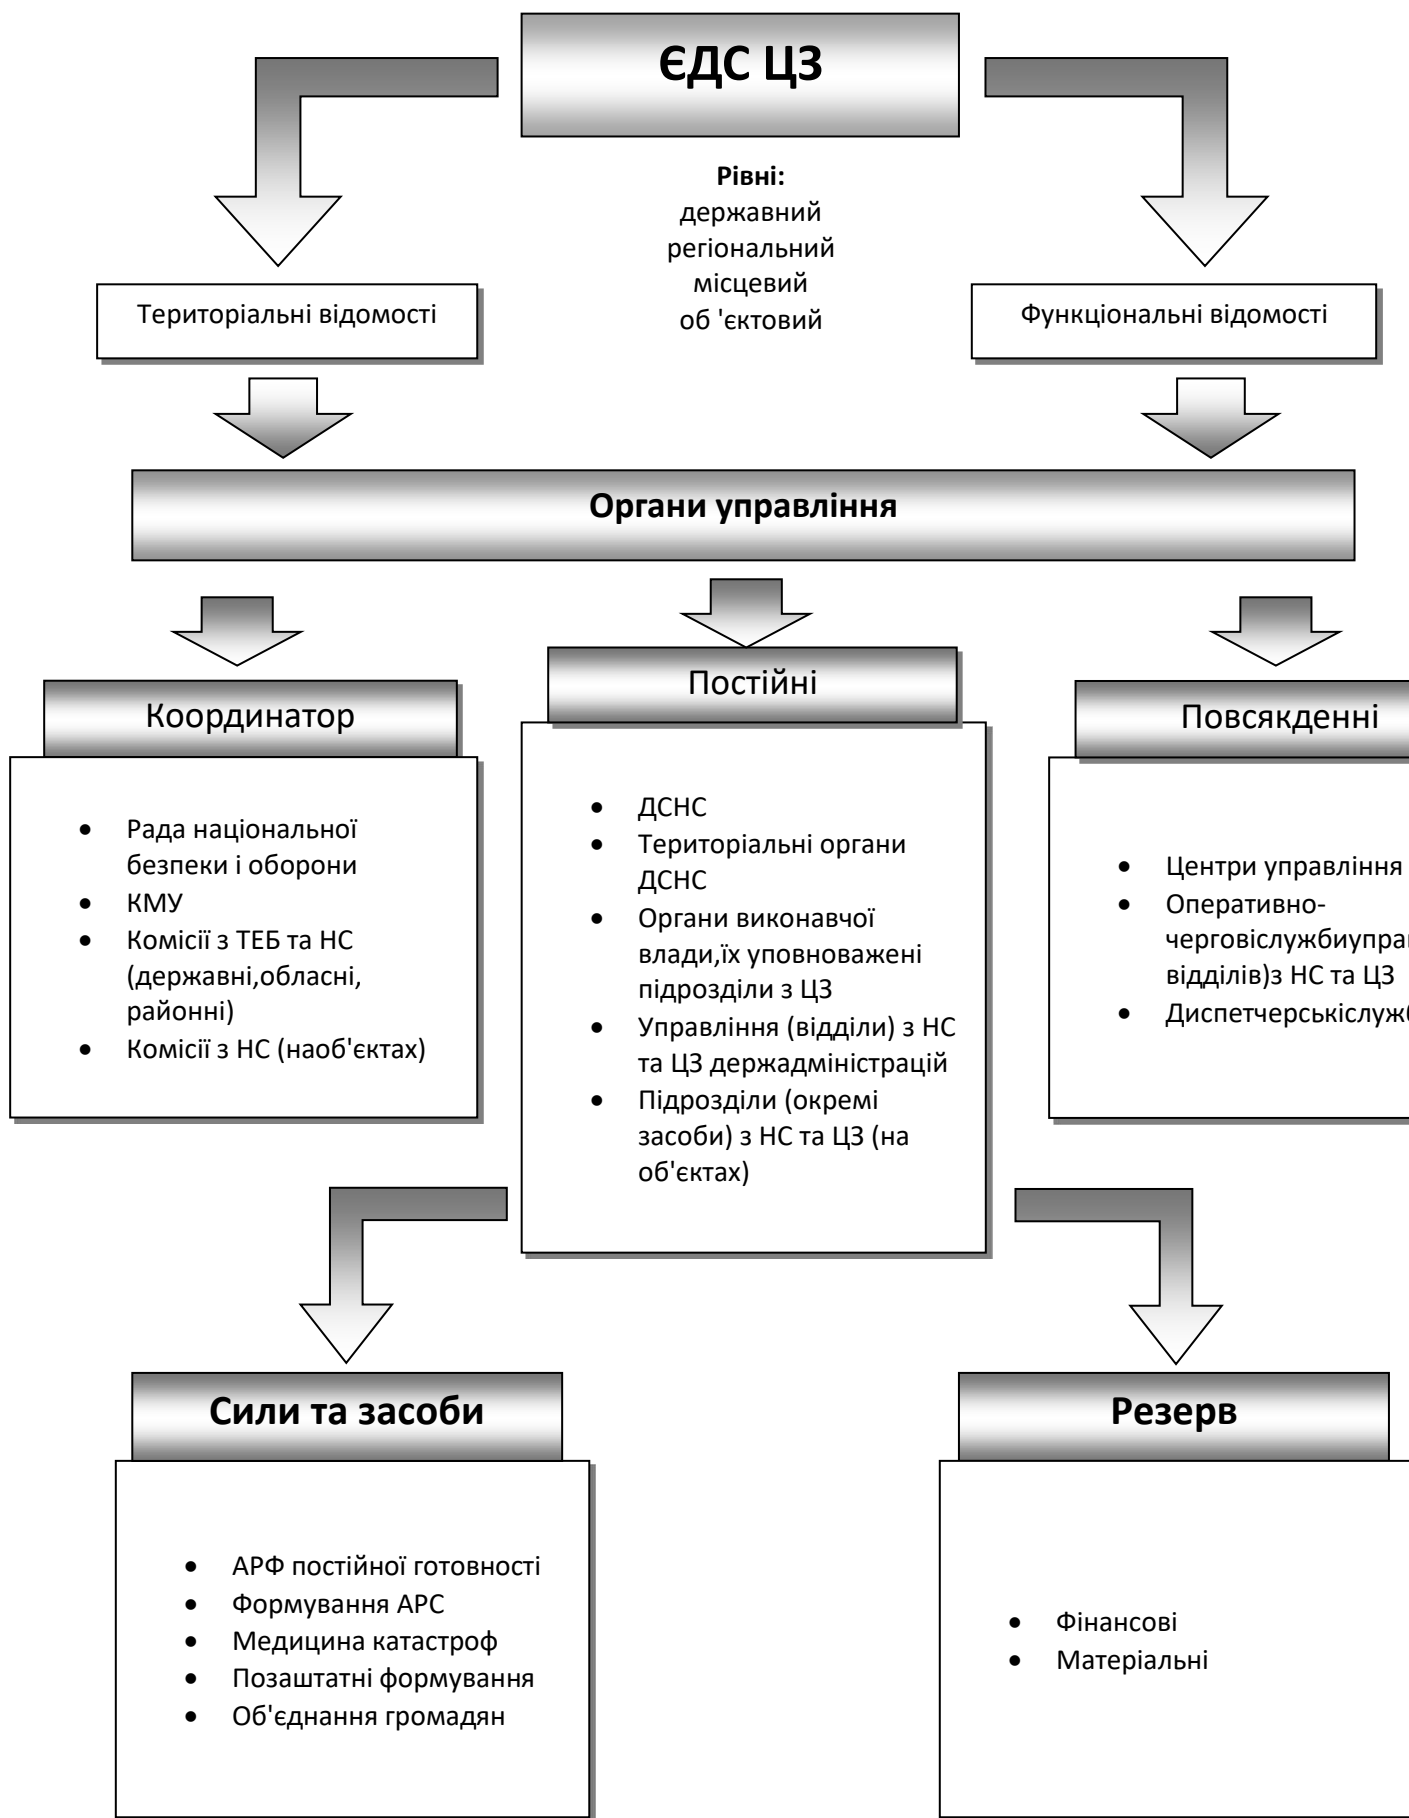 ЄДС ЦЗ
Рівні:
державний
регіональний
місцевий
об 'єктовий
Територіальні відомості
Функціональні відомості
Органи управління
Координатор
• Рада національної
безпеки і оборони
• КМУ
• Комісії з ТЕБ та НС
(державні,обласні,
районні)
• Комісії з НС (наоб'єктах)
Постійні
• ДСНС
• Територіальні органи
ДСНС
• Органи виконавчої
влади,їх уповноважені
підрозділи з ЦЗ
• Управління (відділи) з НС
та ЦЗ держадміністрацій
• Підрозділи (окремі
засоби) з НС та ЦЗ (на
об'єктах)
Повсякденні
• Центри управління
• Оперативно-
відділів)з НС та ЦЗ
Сили та засоби
• АРФ постійної готовності
• Формування АРС
• Медицина катастроф
• Позаштатні формування
• Об'єднання громадян
Резерв
• Фінансові
• Матеріальні